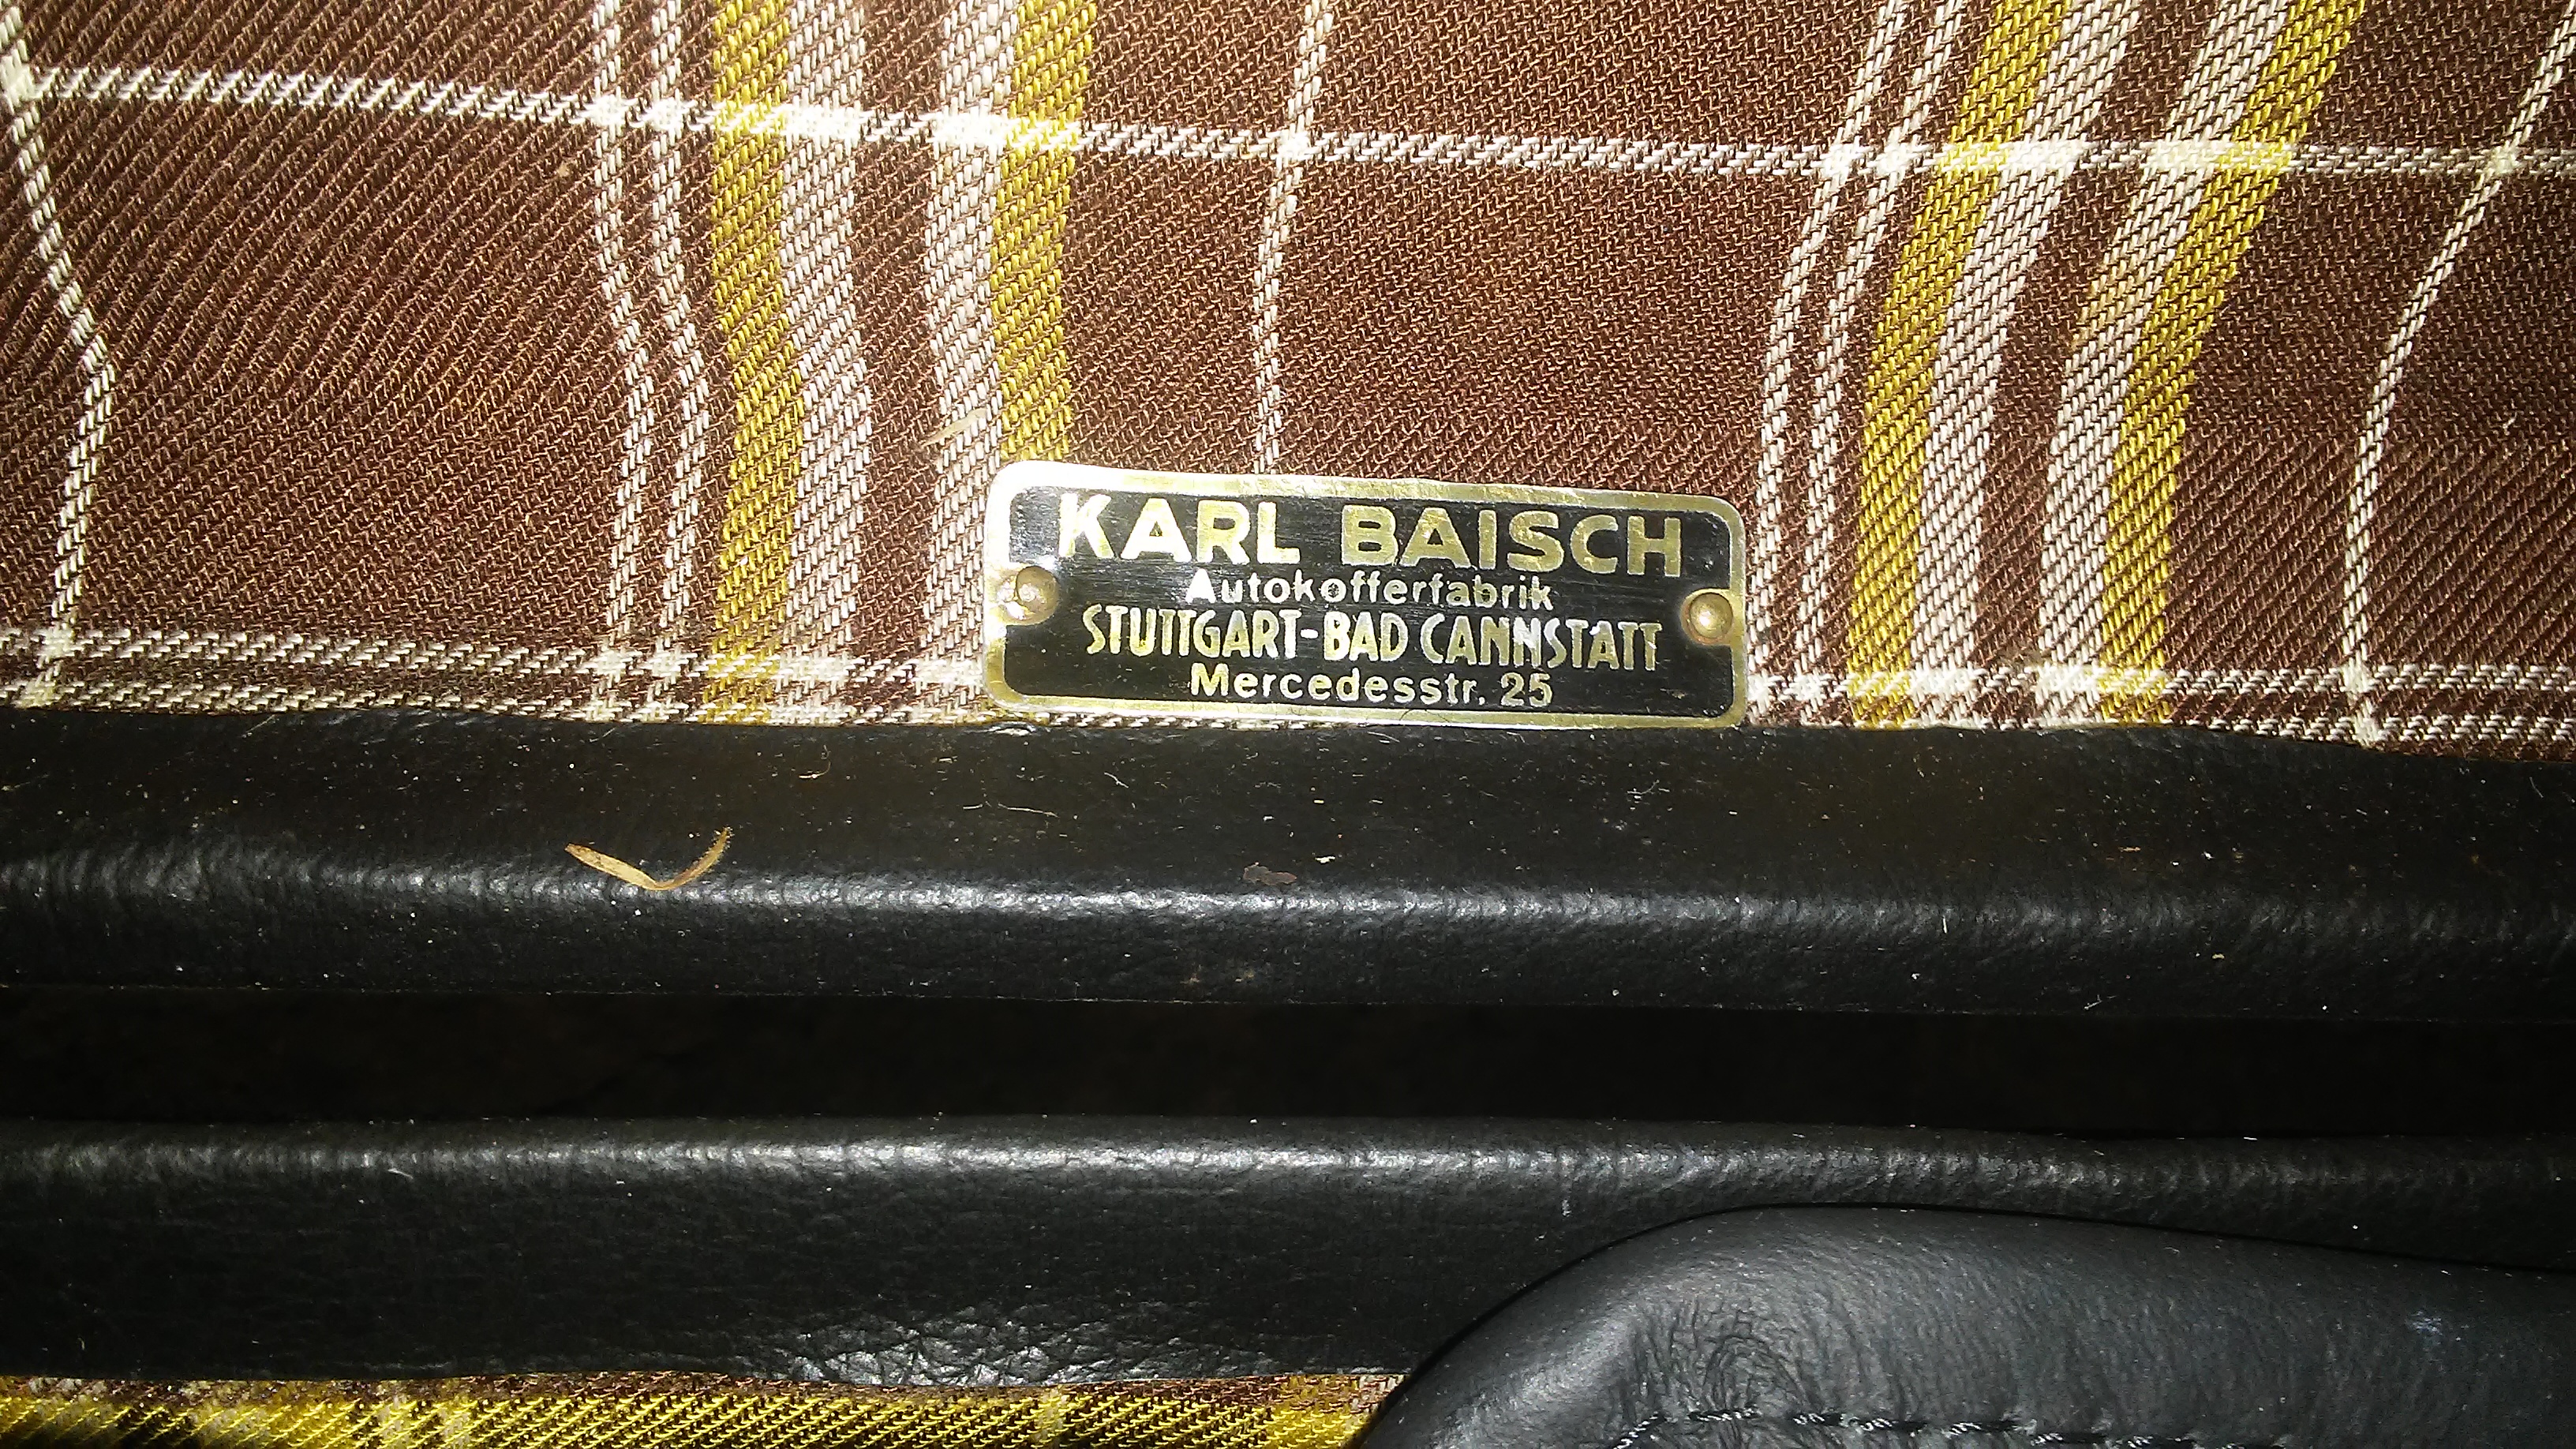 KARL BAISCH
Autokofferfabrik
STUTTGART-BAD CANNSTATT
Mercedesstr. 25